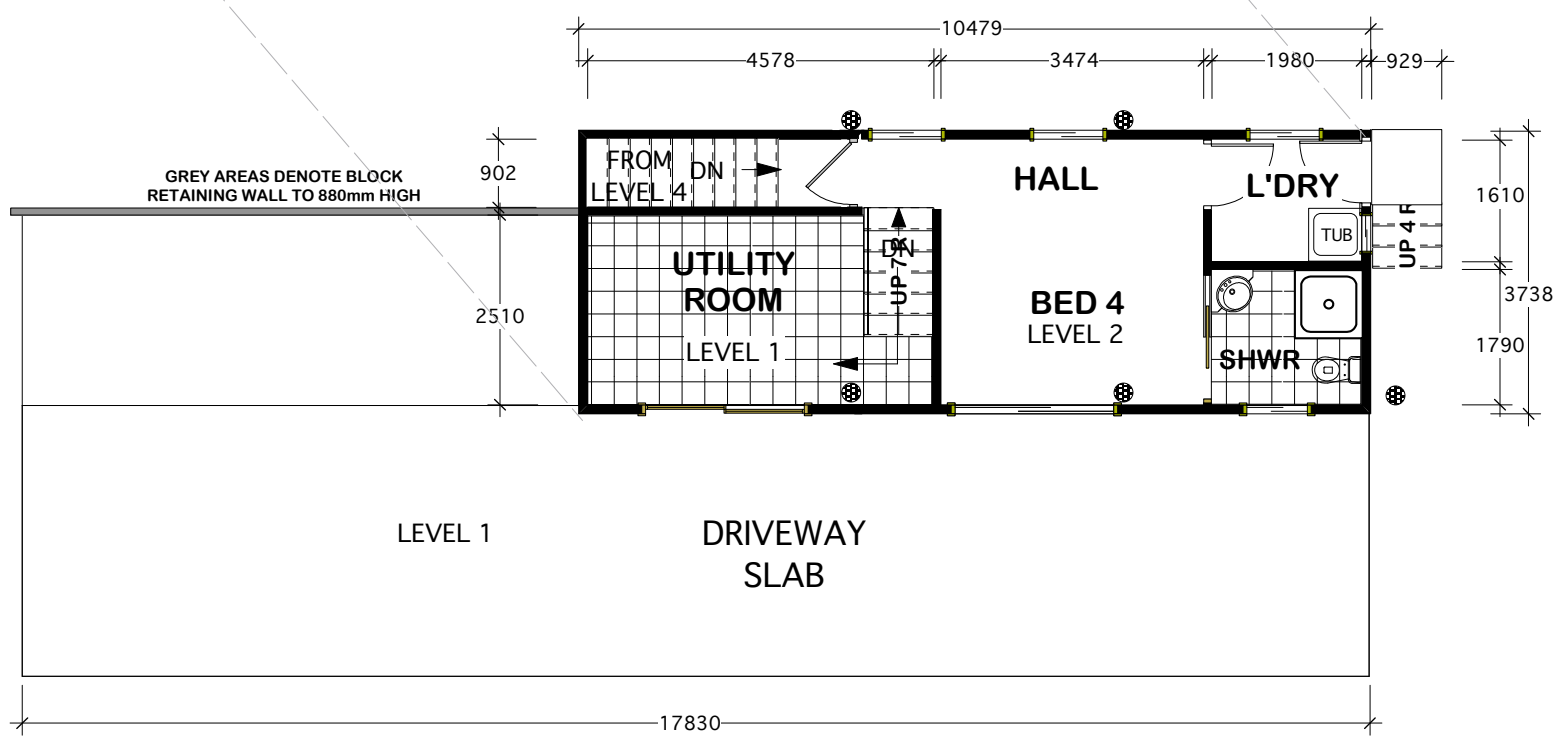 10479
4578
3474
1980
929
GREY AREAS DENOTE BLOCK
RETAINING WALL TO 880mm HIGH
902
FROM
LEVEL 4
DN
HALL
L'DRY
1610
TUB
UP 4 R
UTILITY
ROOM
DN
UP 7R
LEVEL 1
BED 4
LEVEL 2
SHWR
2510
3738
1790
LEVEL 1
DRIVEWAY
SLAB
17830